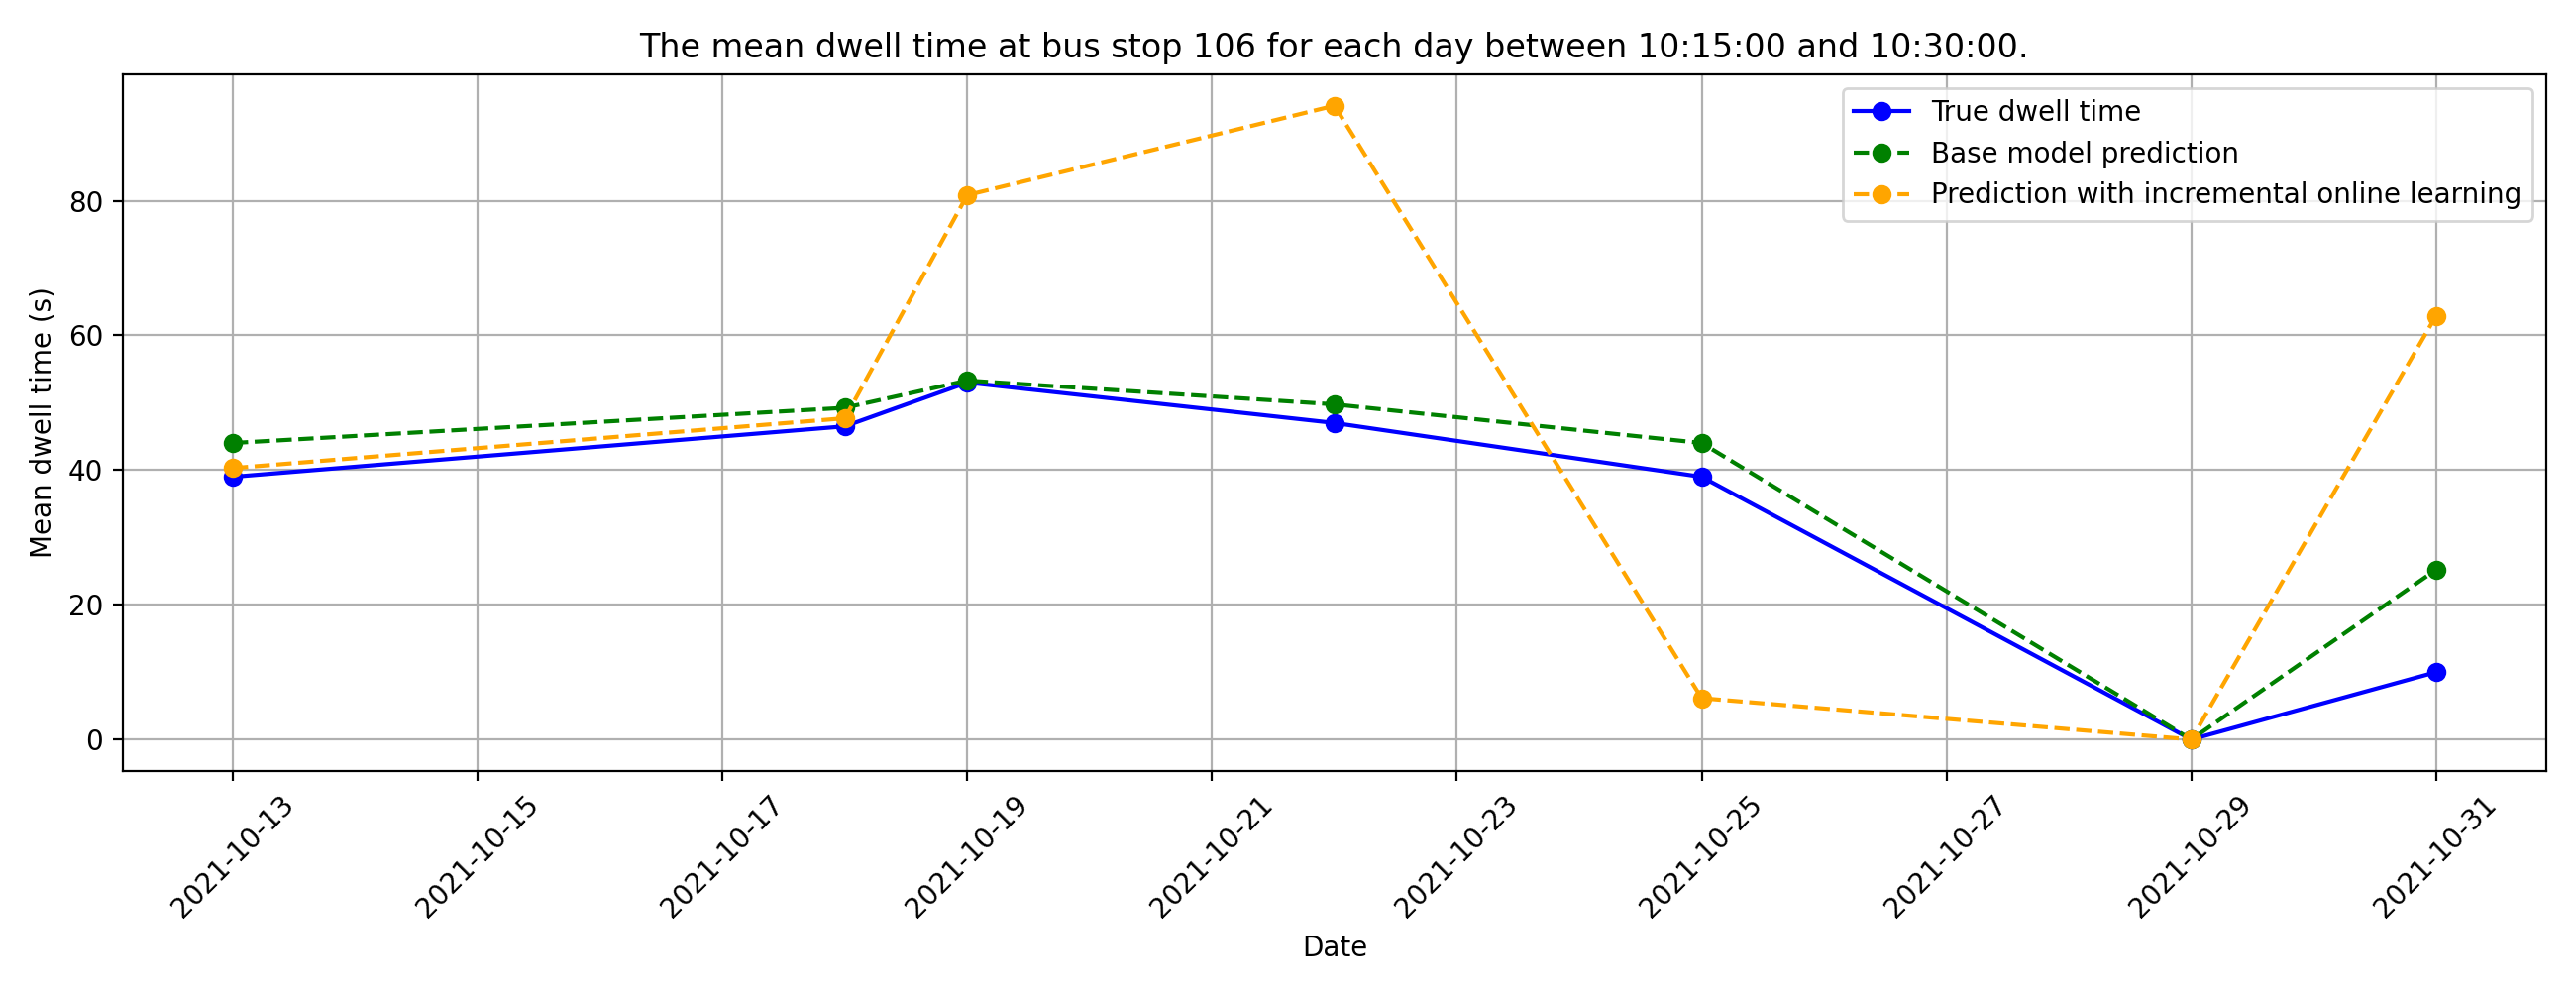 The mean dwell time at bus stop 106 for each day between 10:15:00 and 10:30:00.
True dwell time
Base model prediction
Prediction with incremental online learning
Mean dwell time (s)
80
60
40
20
0
2021-10-13
2021-10-15
2021-10-17
2021-10-19
2021-10-21
2021-10-23
2021-10-25
2021-10-27
2021-10-29
2021-10-31
Date